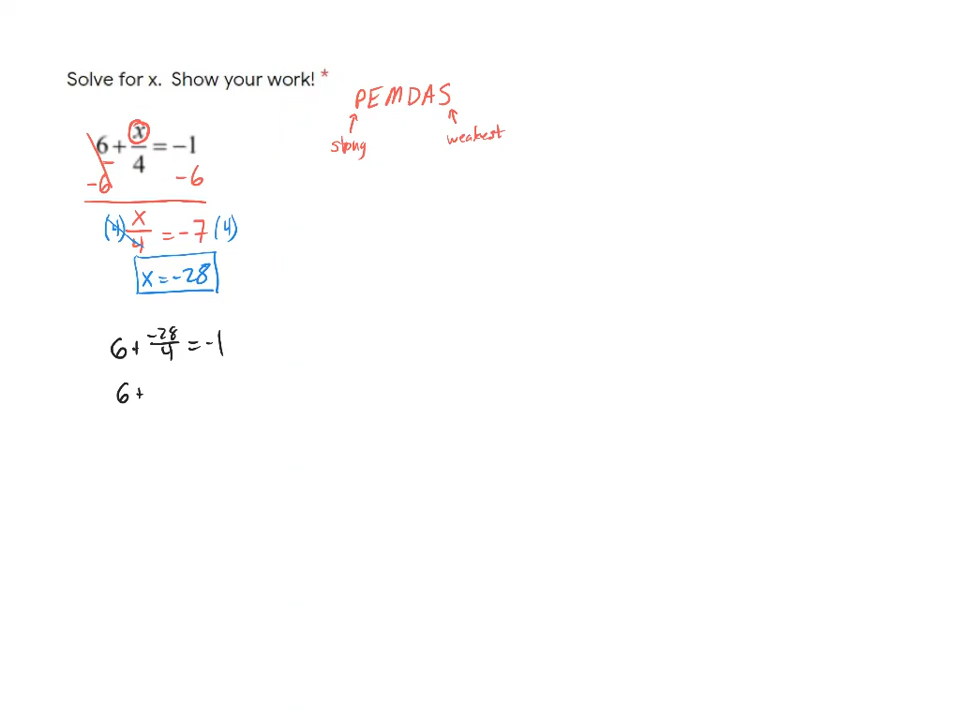 Solve for x. Show your work! *
PEMDAS
strong
weakest
6 + x/4 = -1
-6 -6
(4) x/4 = -7 (4)
x = -28
6 + -28/4 = -1
6 +